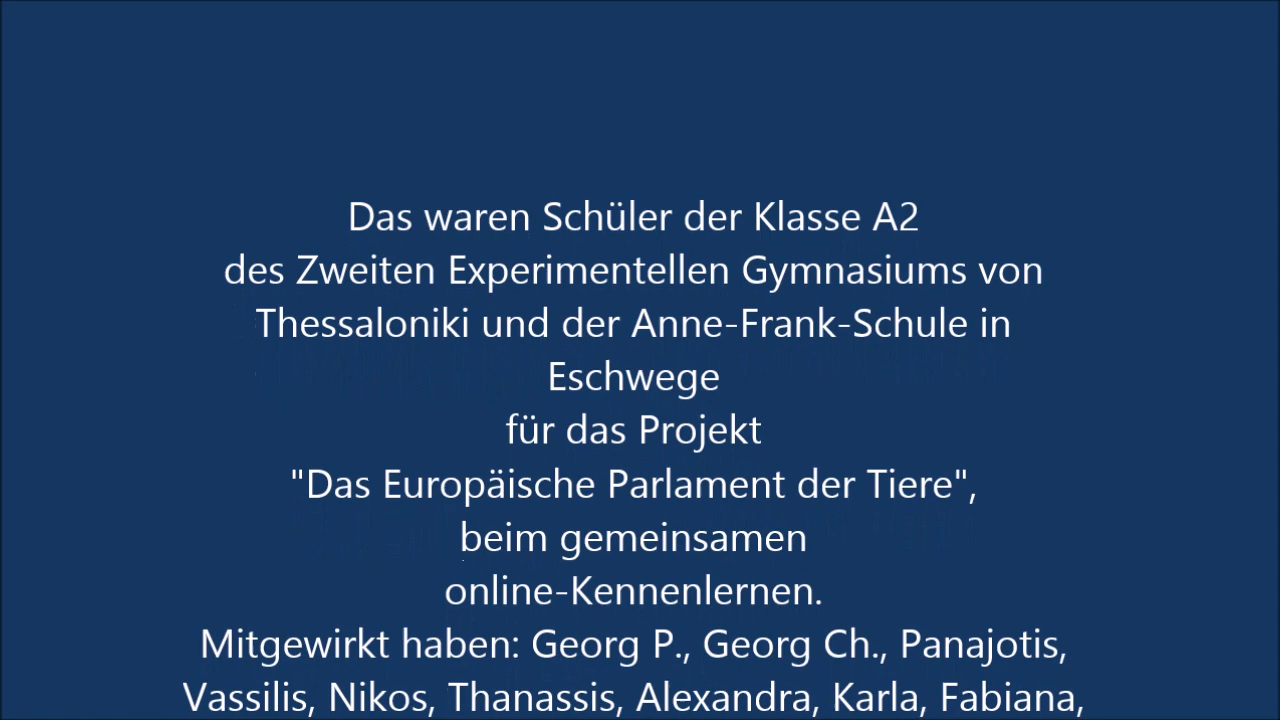 Das waren Schüler der Klasse A2
des Zweiten Experimentellen Gymnasiums von
Thessaloniki und der Anne-Frank-Schule in
Eschwege
für das Projekt
"Das Europäische Parlament der Tiere",
beim gemeinsamen
online-Kennenlernen.
Mitgewirkt haben: Georg P., Georg Ch., Panajotis,
Vassilis, Nikos, Thanassis, Alexandra, Karla, Fabiana,